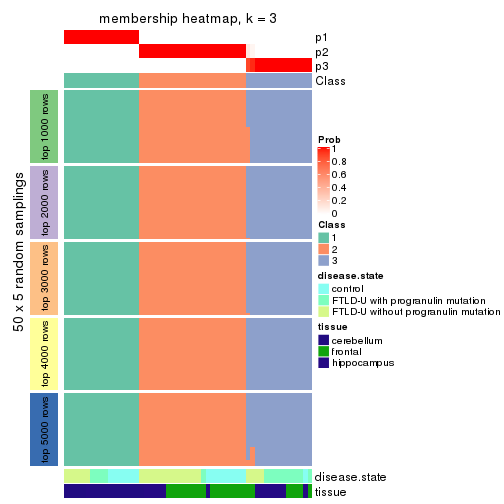 membership heatmap, k = 3
p1
p2
p3
Class
50 x 5 random samplings
top 1000 rows
top 2000 rows
top 3000 rows
top 4000 rows
top 5000 rows
Prob
1
0.8
0.6
0.4
0.2
0
Class
1
2
3
disease.state
control
FTLD-U with progranulin mutation
FTLD-U without progranulin mutation
tissue
cerebellum
frontal
hippocampus
disease.state
tissue